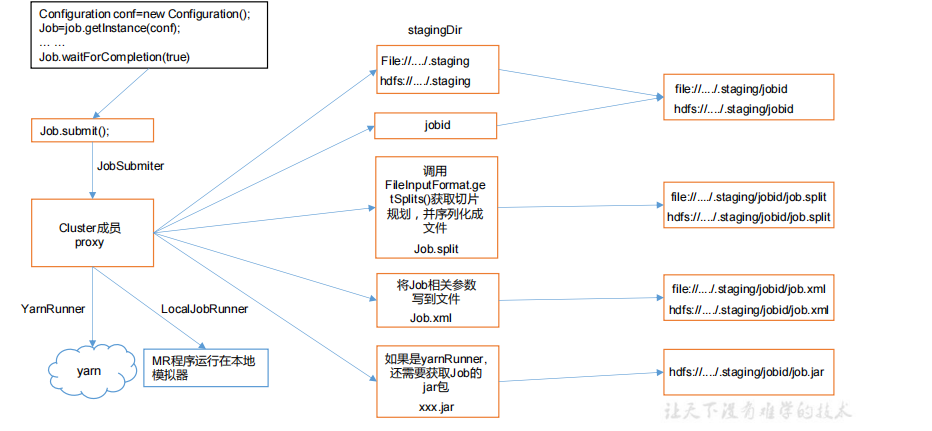 Configuration conf=new Configuration();
Job=job.getInstance(conf);
... ...
Job.waitForCompletion(true)
Job.submit();
JobSubmiter
Cluster成员
proxy
YarnRunner
LocalJobRunner
yarn
MR程序运行在本地
模拟器
stagingDir
File://..../.staging
hdfs://..../.staging
jobid
调用
FileInputFormat.ge
tSplits()获取切片
规划，并序列化成
文件
Job.split
将Job相关参数
写到文件
Job.xml
如果是yarnRunner,
还需要获取Job的
jar包
xxx.jar
file://..../.staging/jobid
hdfs://..../.staging/jobid
file://..../.staging/jobid/job.split
hdfs://..../.staging/jobid/job.split
file://..../.staging/jobid/job.xml
hdfs://..../.staging/jobid/job.xml
hdfs://..../.staging/jobid/job.jar
让天下没有难学的技术